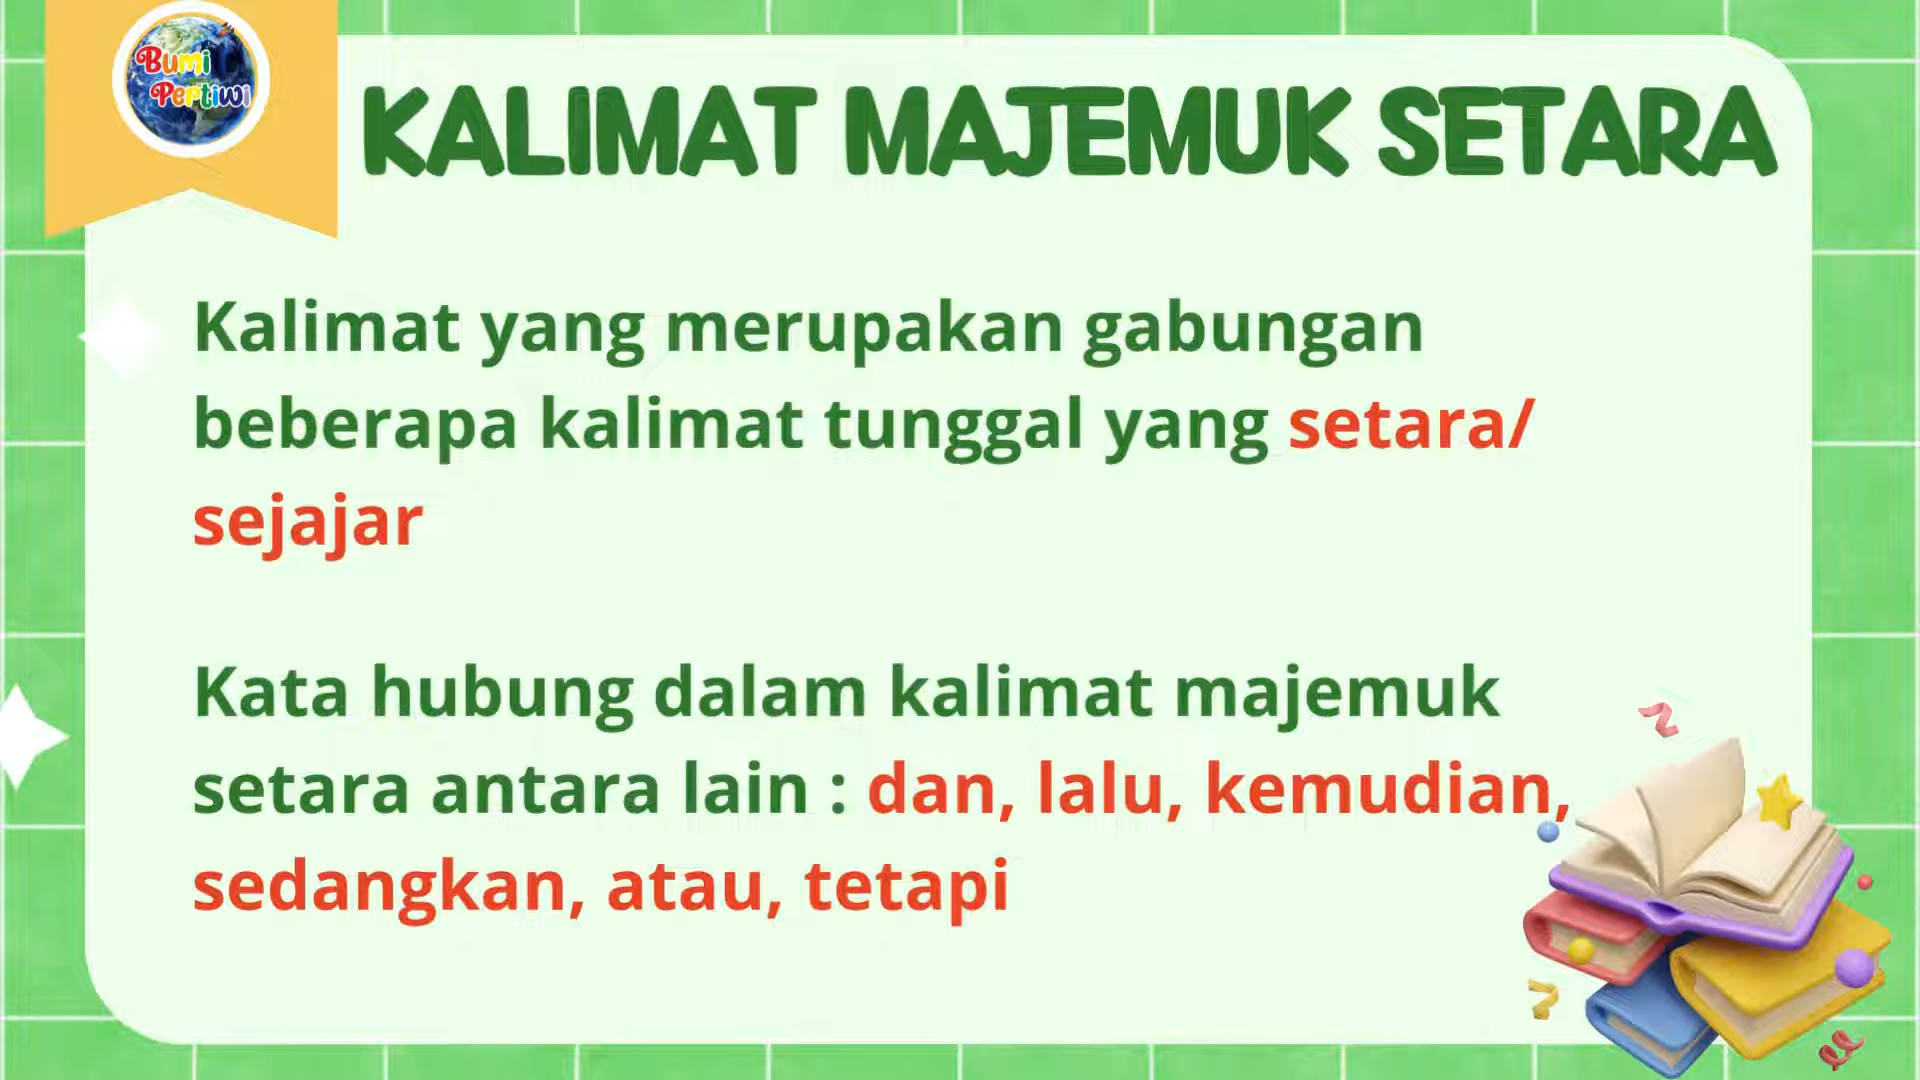 Bumi
Pertiwi
KALIMAT MAJEMUK SETARA
Kalimat yang merupakan gabungan
beberapa kalimat tunggal yang setara/
sejajar
Kata hubung dalam kalimat majemuk
setara antara lain : dan, lalu, kemudian,
sedangkan, atau, tetapi